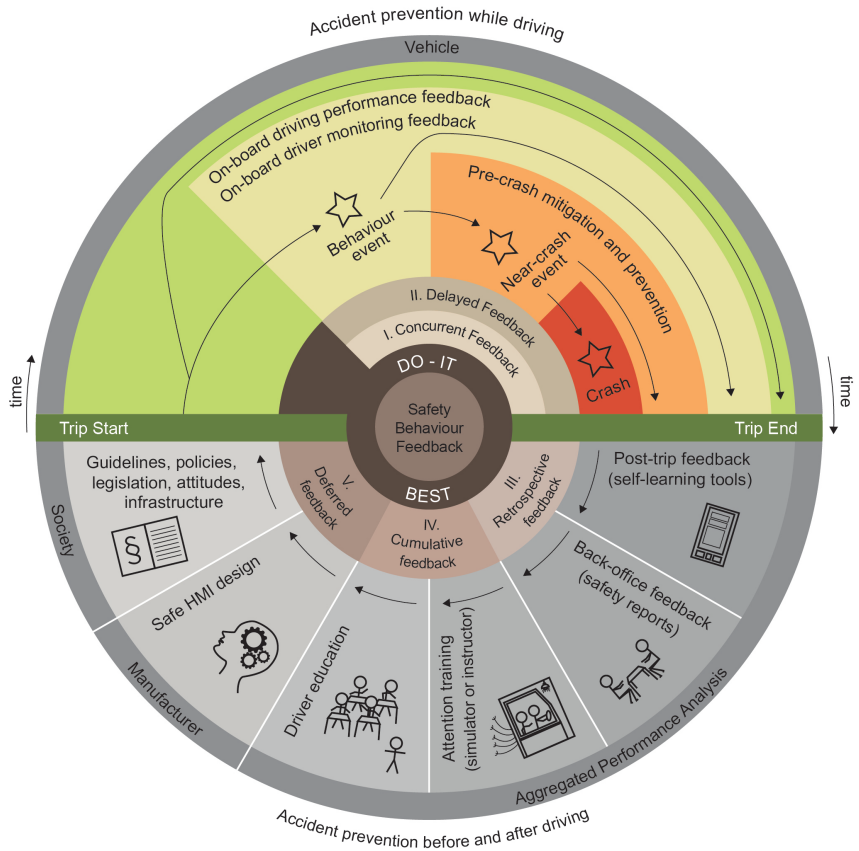 Accident prevention while driving
Vehicle
On-board driving performance feedback
On-board driver monitoring feedback
Pre-crash mitigation and prevention
Behaviour
event
Near-crash
event
Crash
II. Delayed Feedback
I. Concurrent Feedback
DO - IT
Safety
Behaviour
Feedback
BEST
time
time
Trip Start
Trip End
Guidelines, policies,
legislation, attitudes,
infrastructure
§
Post-trip feedback
(self-learning tools)
V.
Deferred
feedback
IV.
Cumulative
feedback
III.
Retrospective
feedback
Society
Safe HMI design
Back-office feedback
(safety reports)
Manufacturer
Driver education
Attention training
(simulator or instructor)
Aggregated Performance Analysis
Accident prevention before and after driving